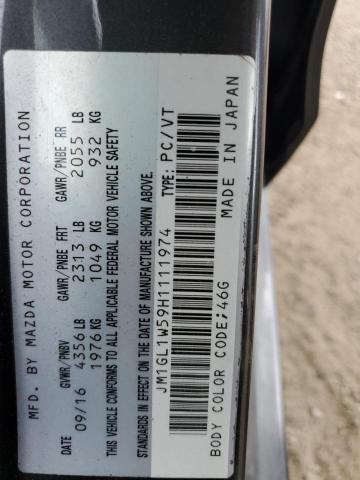 MFD. BY MAZDA MOTOR CORPORATION
GVWR/PNBV GAWR/PNBE FRT GAWR/PNBE RR
09/16 4356 LB 2313 LB 2055 LB
1976 KG 1049 KG 932 KG
THIS VEHICLE CONFORMS TO ALL APPLICABLE FEDERAL MOTOR VEHICLE SAFETY
STANDARDS IN EFFECT ON THE DATE OF MANUFACTURE SHOWN ABOVE.
JM1GL1W59H1111974 TYPE: PC/VT
BODY COLOR CODE;46G MADE IN JAPAN